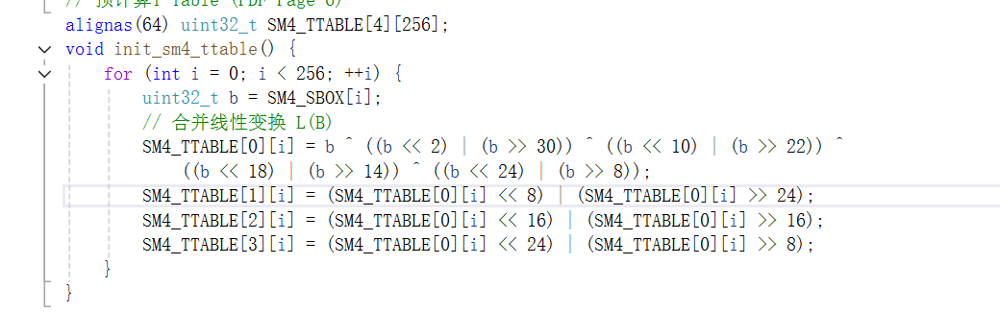 // 预计算T Table (PDF Page 6)
alignas(64) uint32_t SM4_TTABLE[4][256];
void init_sm4_ttable() {
for (int i = 0; i < 256; ++i) {
uint32_t b = SM4_SBOX[i];
// 合并线性变换 L(B)
SM4_TTABLE[0][i] = b ^ ((b << 2) | (b >> 30)) ^ ((b << 10) | (b >> 22)) ^
((b << 18) | (b >> 14)) ^ ((b << 24) | (b >> 8));
SM4_TTABLE[1][i] = (SM4_TTABLE[0][i] << 8) | (SM4_TTABLE[0][i] >> 24);
SM4_TTABLE[2][i] = (SM4_TTABLE[0][i] << 16) | (SM4_TTABLE[0][i] >> 16);
SM4_TTABLE[3][i] = (SM4_TTABLE[0][i] << 24) | (SM4_TTABLE[0][i] >> 8);
}
}